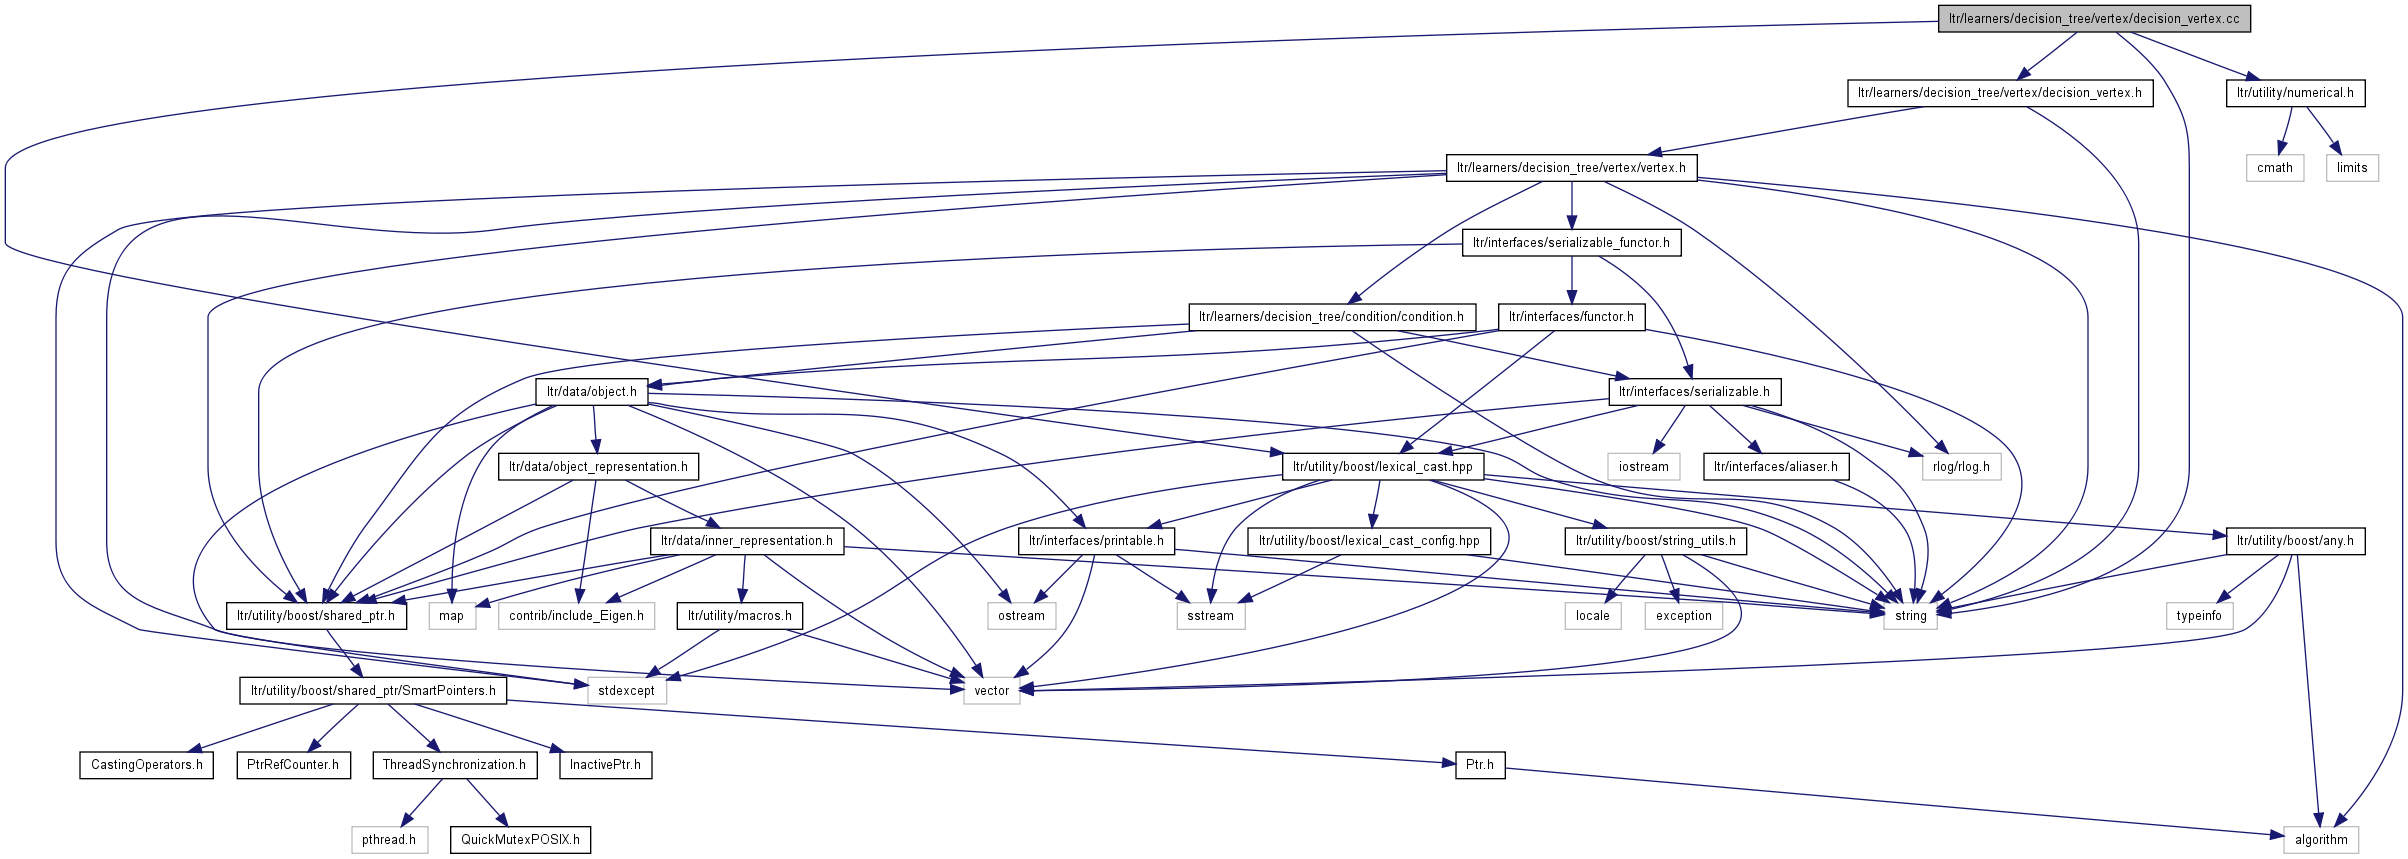 ltr/learners/decision_tree/vertex/decision_vertex.cc
ltr/learners/decision_tree/vertex/decision_vertex.h
ltr/utility/numerical.h
ltr/learners/decision_tree/vertex/vertex.h
cmath
limits
ltr/interfaces/serializable_functor.h
ltr/learners/decision_tree/condition/condition.h
ltr/interfaces/functor.h
ltr/data/object.h
ltr/interfaces/serializable.h
ltr/data/object_representation.h
ltr/utility/boost/lexical_cast.hpp
iostream
ltr/interfaces/aliaser.h
rlog/rlog.h
ltr/data/inner_representation.h
ltr/interfaces/printable.h
ltr/utility/boost/lexical_cast_config.hpp
ltr/utility/boost/string_utils.h
ltr/utility/boost/any.h
ltr/utility/boost/shared_ptr.h
map
contrib/include_Eigen.h
ltr/utility/macros.h
ostream
sstream
locale
exception
string
typeinfo
ltr/utility/boost/shared_ptr/SmartPointers.h
stdexcept
vector
CastingOperators.h
PtrRefCounter.h
ThreadSynchronization.h
InactivePtr.h
Ptr.h
pthread.h
QuickMutexPOSIX.h
algorithm